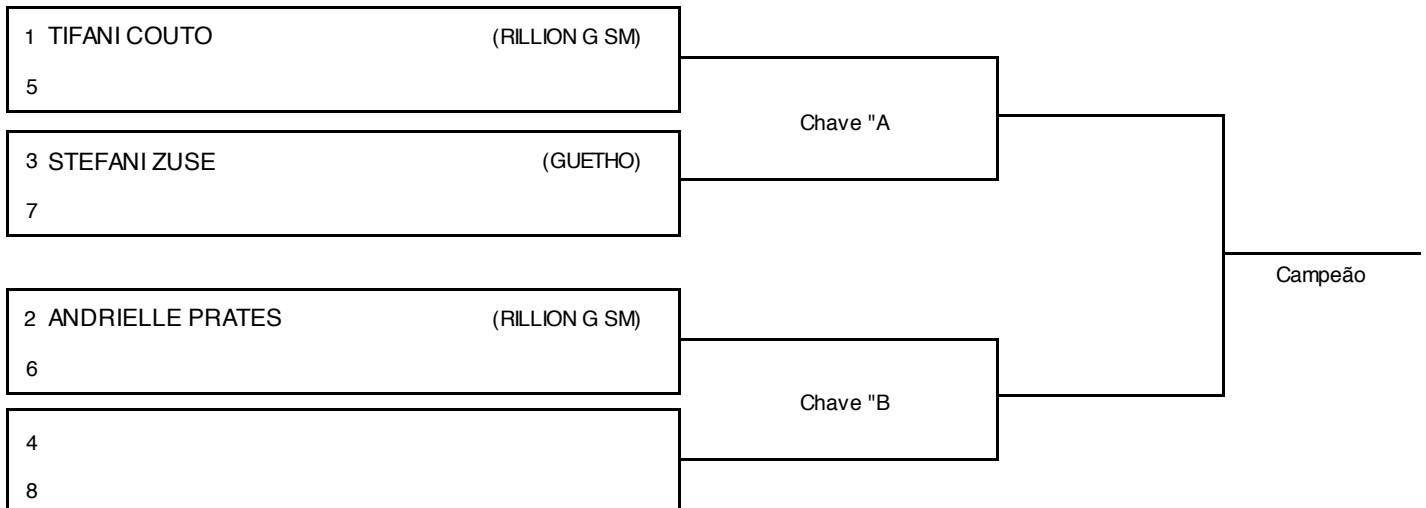 1 TIFANI COUTO (RILLION G SM)
5
Chave "A
3 STEFANI ZUSE (GUETHO)
7
Campeão
2 ANDRIELLE PRATES (RILLION G SM)
6
Chave "B
4
8